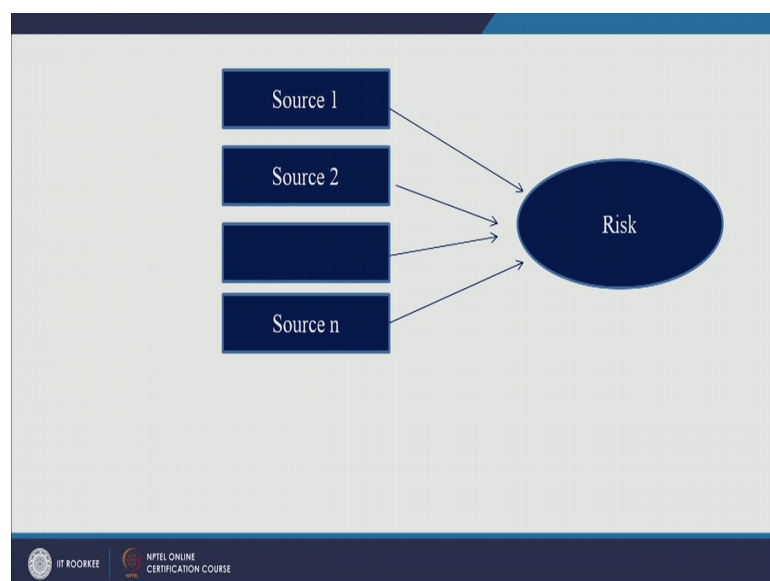 Source 1
Source 2
Risk
Source n
IIT ROORKEE
NPTEL ONLINE
CERTIFICATION COURSE